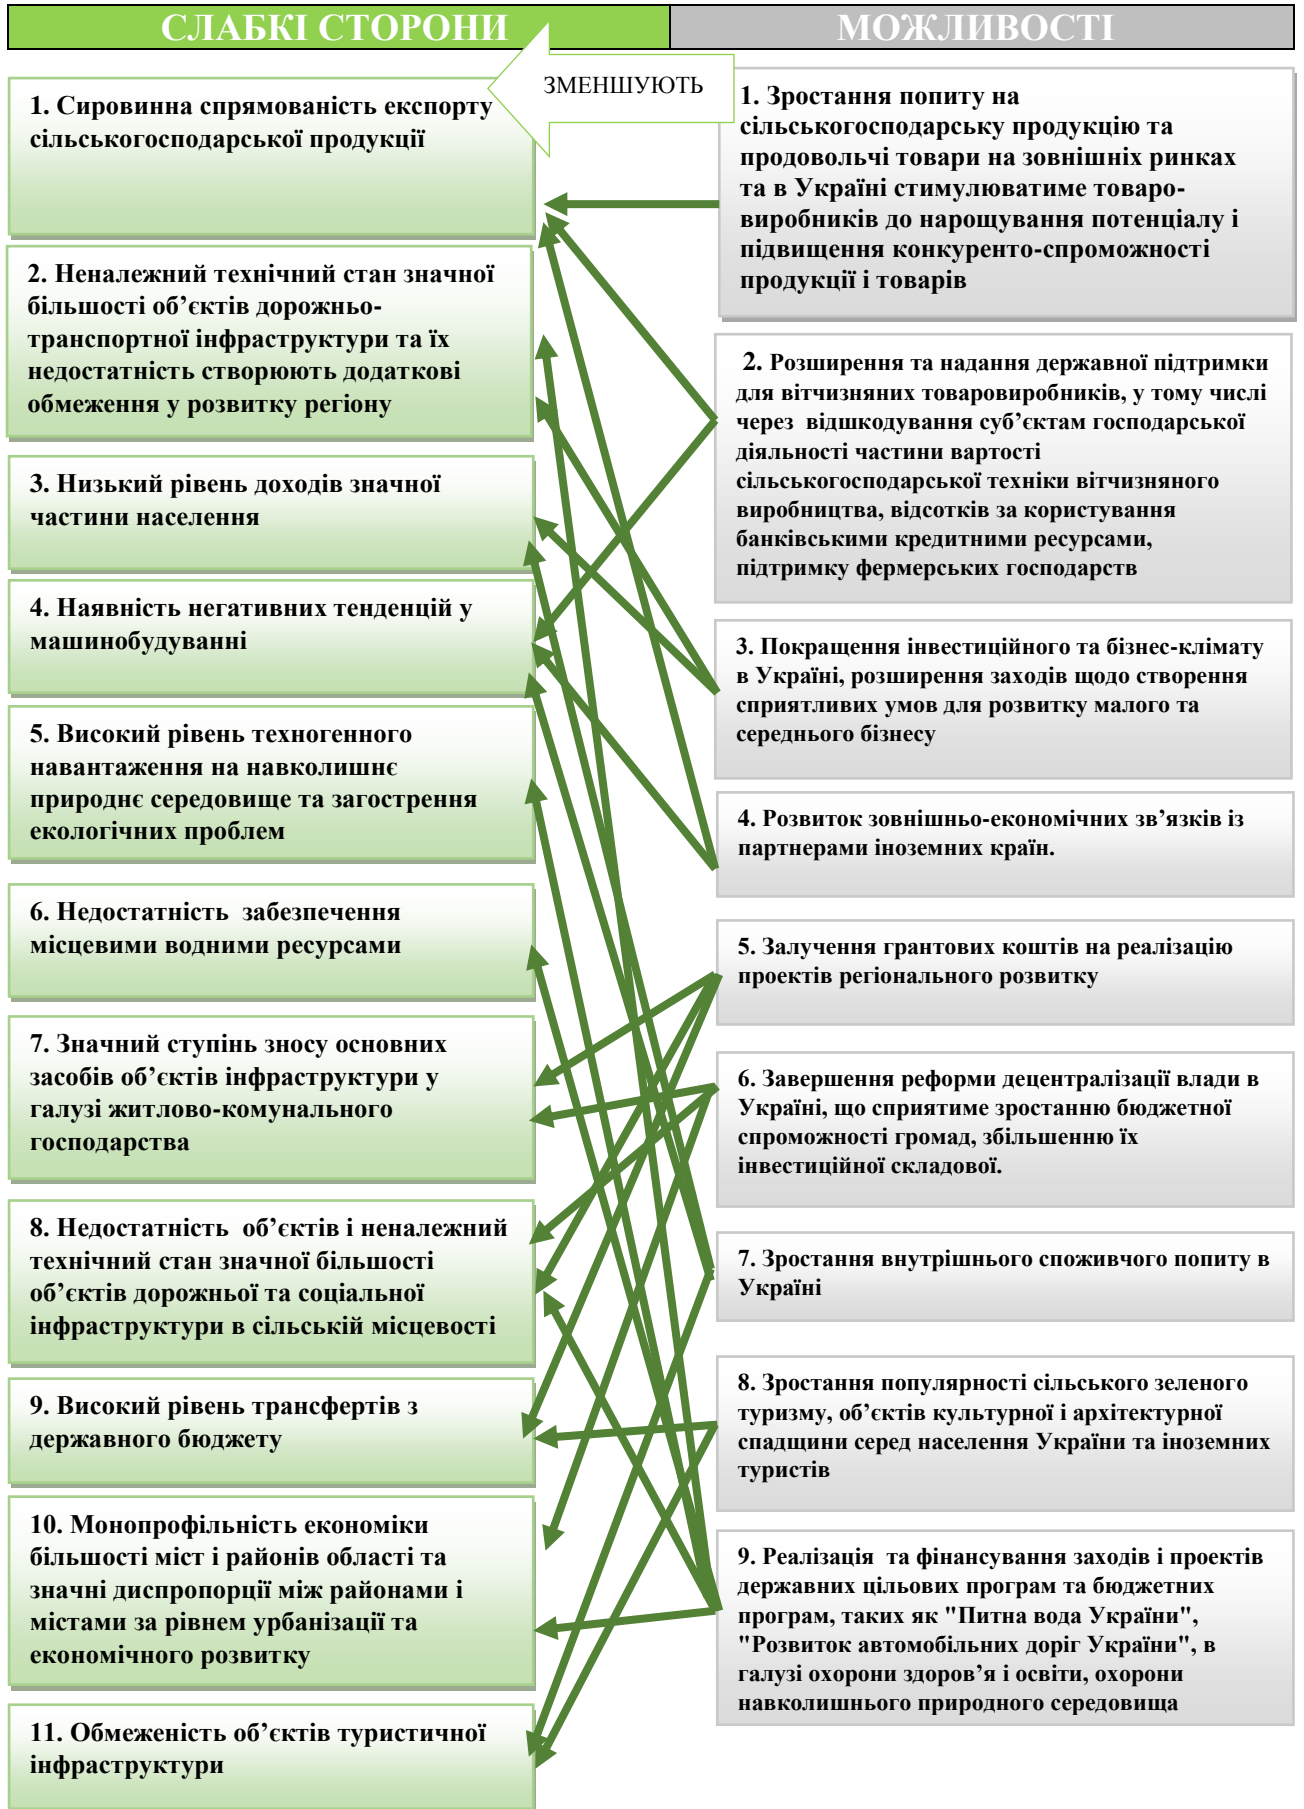 СЛАБКІ СТОРОНИ
МОЖЛИВОСТІ
ЗМЕНШУЮТЬ
1. Сировинна спрямованість експорту
сільськогосподарської продукції
2. Неналежний технічний стан значної
більшості об’єктів дорожньо-
транспортної інфраструктури та їх
недостатність створюють додаткові
обмеження у розвитку регіону
3. Низький рівень доходів значної
частини населення
4. Наявність негативних тенденцій у
машинобудуванні
5. Високий рівень техногенного
навантаження на навколишнє
природнє середовище та загострення
екологічних проблем
6. Недостатність забезпечення
місцевими водними ресурсами
7. Значний ступінь зносу основних
засобів об’єктів інфраструктури у
галузі житлово-комунального
господарства
8. Недостатність об’єктів і неналежний
технічний стан значної більшості
об’єктів дорожньої та соціальної
інфраструктури в сільській місцевості
9. Високий рівень трансфертів з
державного бюджету
10. Монопрофільність економіки
більшості міст і районів області та
значні диспропорції між районами і
містами за рівнем урбанізації та
економічного розвитку
11. Обмеженість об’єктів туристичної
інфраструктури
1. Зростання попиту на
сільськогосподарську продукцію та
продовольчі товари на зовнішніх ринках
та в Україні стимулюватиме товаро-
виробників до нарощування потенціалу і
підвищення конкуренто-спроможності
продукції і товарів
2. Розширення та надання державної підтримки
для вітчизняних товаровиробників, у тому числі
через відшкодування суб’єктам господарської
діяльності частини вартості
сільськогосподарської техніки вітчизняного
виробництва, відсотків за користування
банківськими кредитними ресурсами,
підтримку фермерських господарств
3. Покращення інвестиційного та бізнес-клімату
в Україні, розширення заходів щодо створення
сприятливих умов для розвитку малого та
середнього бізнесу
4. Розвиток зовнішньо-економічних зв’язків із
партнерами іноземних країн.
5. Залучення грантових коштів на реалізацію
проектів регіонального розвитку
6. Завершення реформи децентралізації влади в
Україні, що сприятиме зростанню бюджетної
спроможності громад, збільшенню їх
інвестиційної складової.
7. Зростання внутрішнього споживчого попиту в
Україні
8. Зростання популярності сільського зеленого
туризму, об’єктів культурної і архітектурної
спадщини серед населення України та іноземних
туристів
9. Реалізація та фінансування заходів і проектів
державних цільових програм та бюджетних
програм, таких як "Питна вода України",
"Розвиток автомобільних доріг України", в
галузі охорони здоров’я і освіти, охорони
навколишнього природного середовища